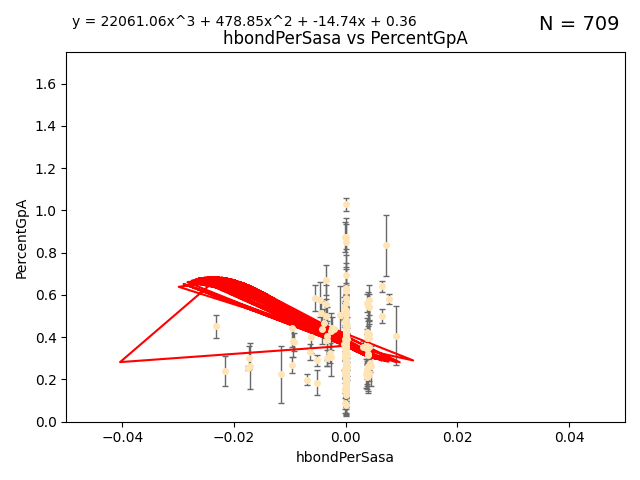 y = 22061.06x^3 + 478.85x^2 + -14.74x + 0.36
N = 709
hbondPerSasa vs PercentGpA
PercentGpA
1.6
1.4
1.2
1.0
0.8
0.6
0.4
0.2
0.0
−0.04 −0.02 0.00 0.02 0.04
hbondPerSasa